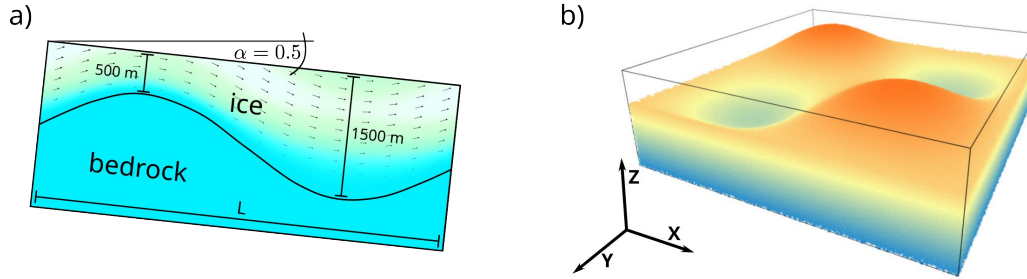 a)
α = 0.5
500 m
ice
1500 m
bedrock
L
b)
Z
X
Y